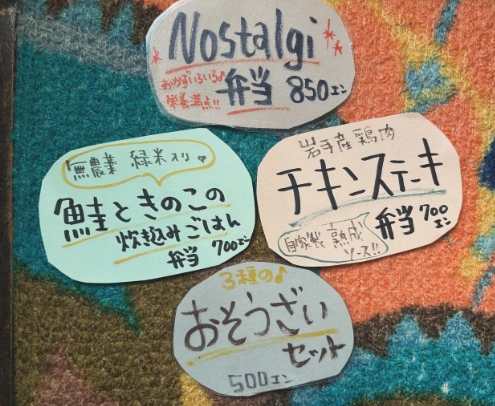 Nostalgi
おかずいろいろ♪
栄養満点!!
弁当 850エン
無農薬 緑米入り
鮭ときのこの
炊込みごはん
弁当 700エン
岩手産鶏肉
チキンステーキ
弁当 700エン
自家製 熟成
ソース!!
3種の♪
おそうざい
セット
500エン